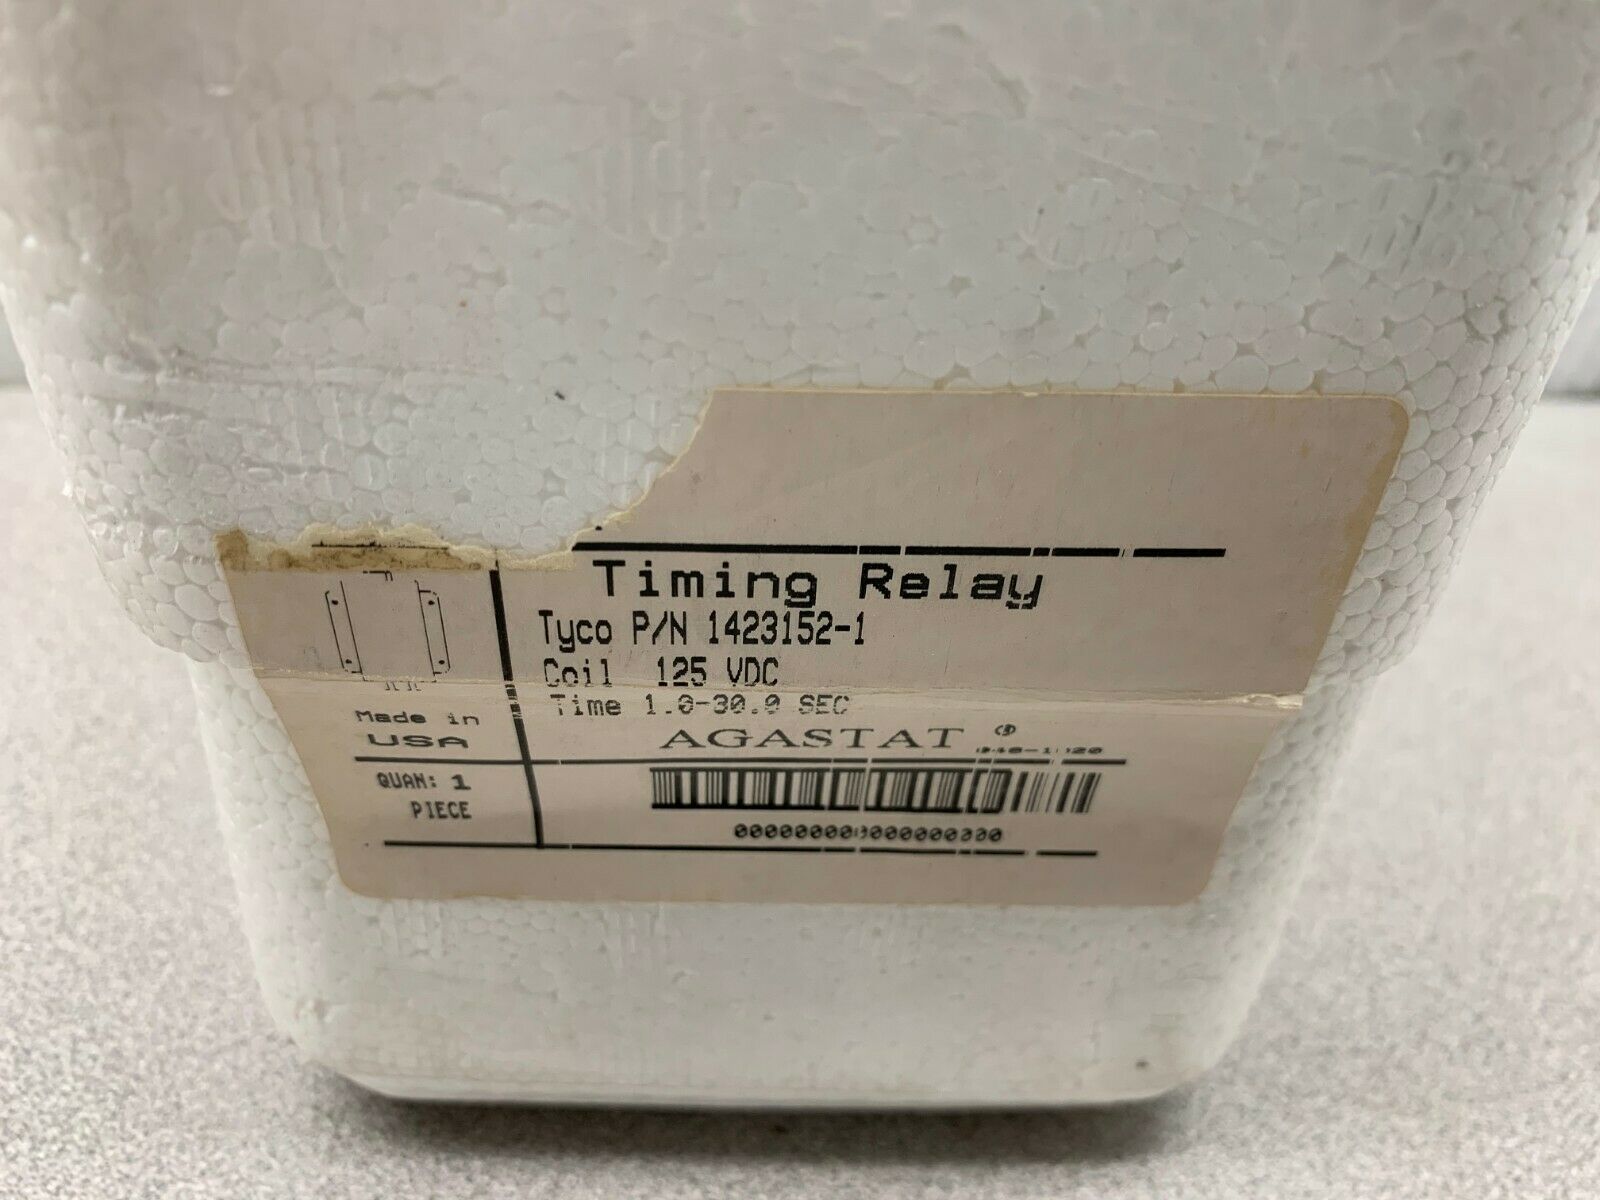 Timing Relay
Tyco P/N 1423152-1
Coil 125 VDC
Time 1.0-30.0 SEC
Made in
USA
AGASTAT ®
QUAN: 1
PIECE